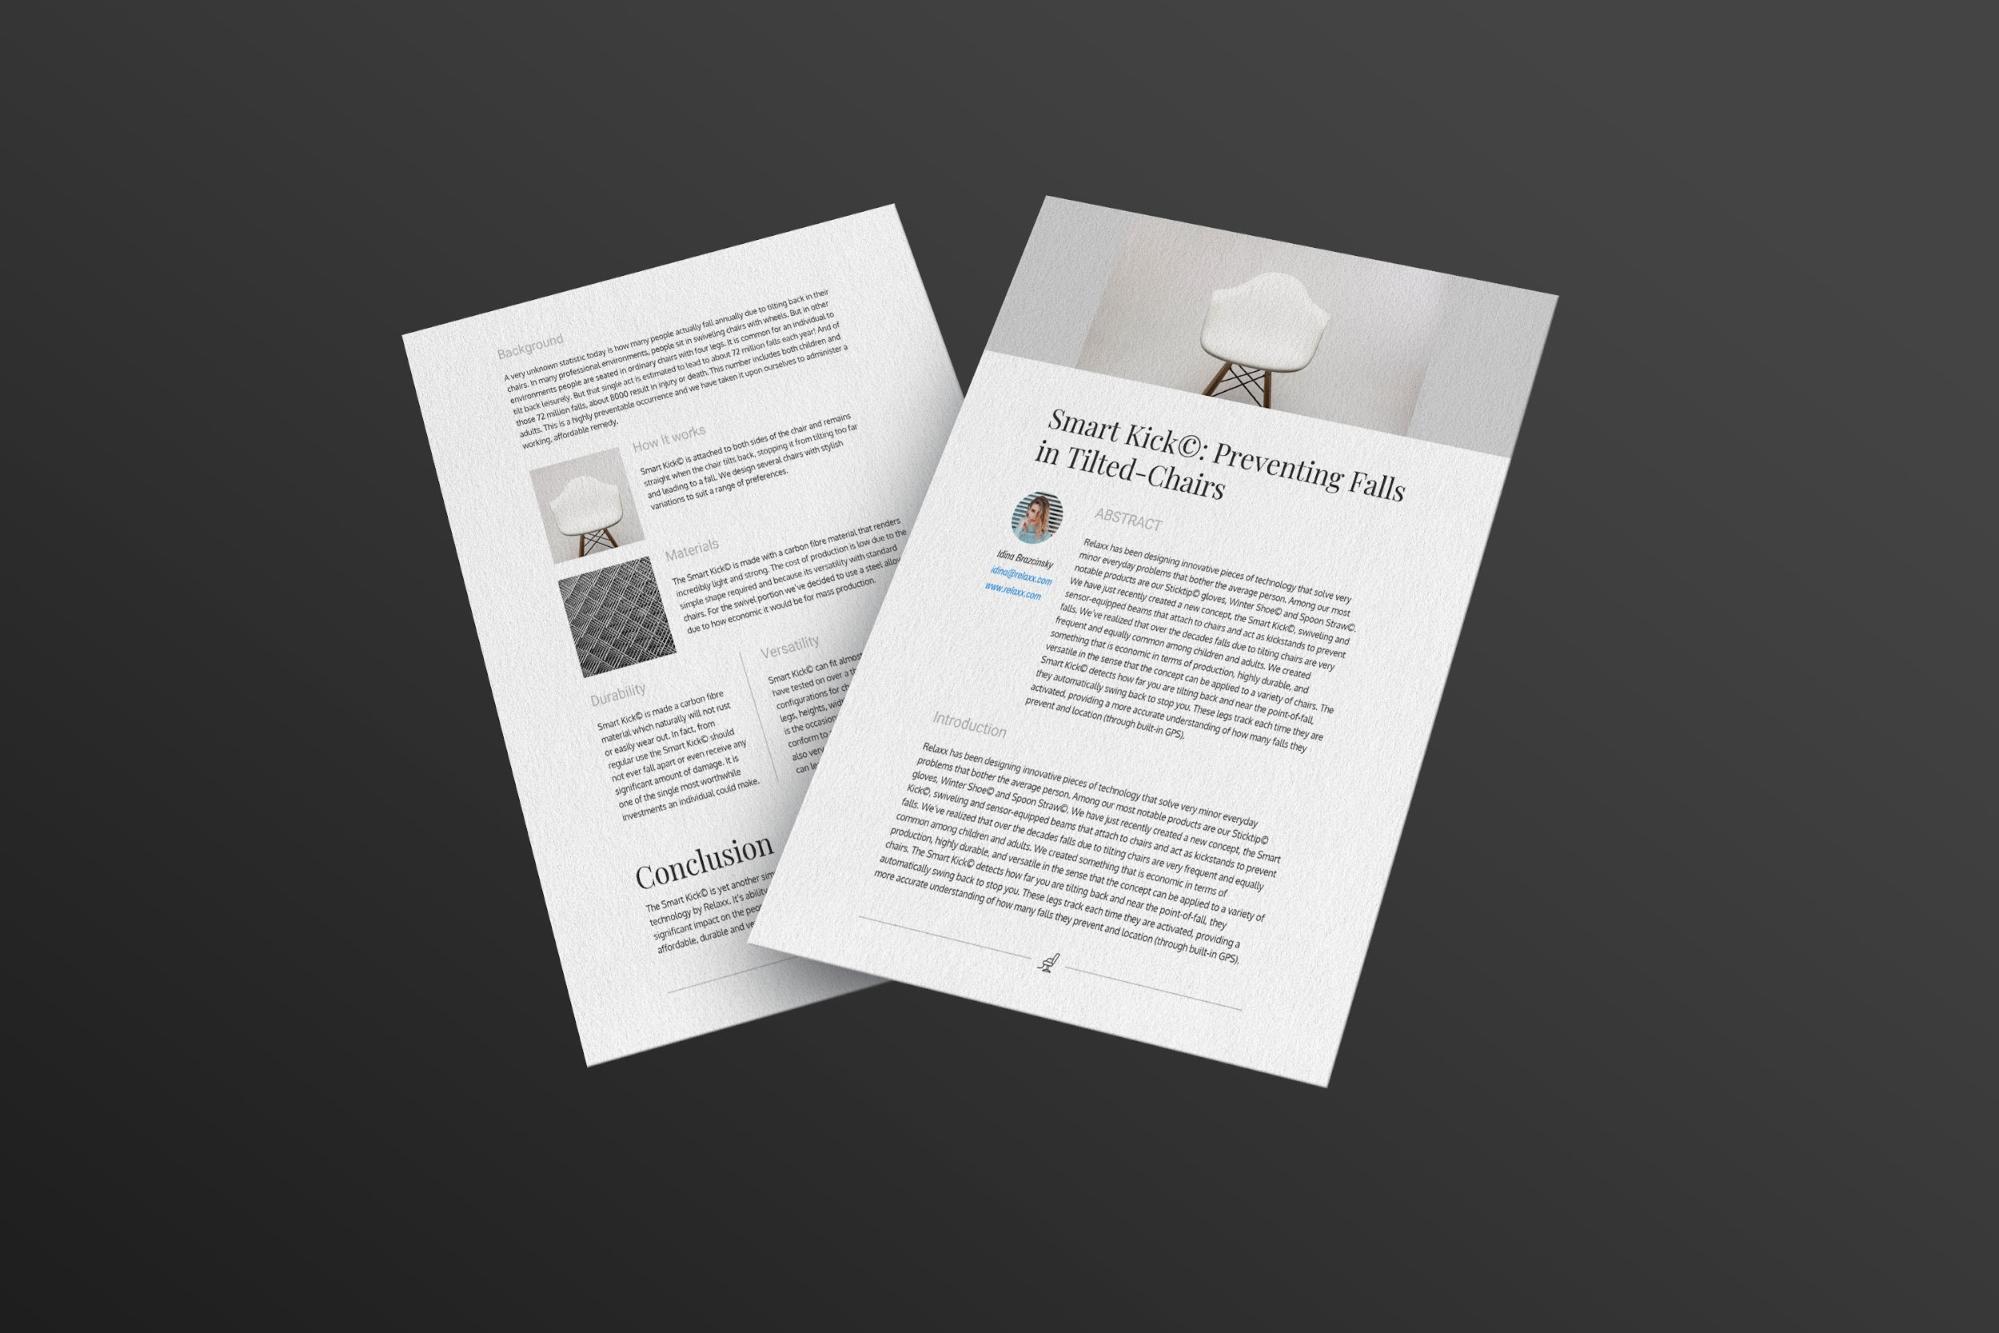 Smart Kick©: Preventing Falls
in Tilted-Chairs
Idina Brazcinsky
idina@relaxx.com
www.relaxx.com
ABSTRACT
Relaxx has been designing innovative pieces of technology that solve very
minor everyday problems that bother the average person. Among our most
notable products are our Sticktip© gloves, Winter Shoe© and Spoon Straw©.
We have just recently created a new concept, the Smart Kick©, swiveling and
sensor-equipped beams that attach to chairs and act as kickstands to prevent
falls. We've realized that over the decades falls due to tilting chairs are very
frequent and equally common among children and adults. We created
something that is economic in terms of production, highly durable, and
versatile in the sense that the concept can be applied to a variety of chairs. The
Smart Kick© detects how far you are tilting back and near the point-of-fall,
they automatically swing back to stop you. These legs track each time they are
activated, providing a more accurate understanding of how many falls they
prevent and location (through built-in GPS).
Introduction
Relaxx has been designing innovative pieces of technology that solve very minor everyday
problems that bother the average person. Among our most notable products are our Sticktip©
gloves, Winter Shoe© and Spoon Straw©. We have just recently created a new concept, the Smart
Kick©, swiveling and sensor-equipped beams that attach to chairs and act as kickstands to prevent
falls. We've realized that over the decades falls due to tilting chairs are very frequent and equally
common among children and adults. We created something that is economic in terms of
production, highly durable, and versatile in the sense that the concept can be applied to a variety of
chairs. The Smart Kick© detects how far you are tilting back and near the point-of-fall, they
automatically swing back to stop you. These legs track each time they are activated, providing a
more accurate understanding of how many falls they prevent and location (through built-in GPS).
Background
A very unknown statistic today is how many people actually fall annually due to tilting back in their
chairs. In many professional environments, people sit in swiveling chairs with wheels. But in other
environments people are seated in ordinary chairs with four legs. It is common for an individual to
tilt back leisurely. But that single act is estimated to lead to about 72 million falls each year! And of
those 72 million falls, about 8000 result in injury or death. This number includes both children and
adults. This is a highly preventable occurrence and we have taken it upon ourselves to administer a
working, affordable remedy.
How It works
Smart Kick© is attached to both sides of the chair and remains
straight when the chair tilts back, stopping it from tilting too far
and leading to a fall. We design several chairs with stylish
variations to suit a range of preferences.
Materials
The Smart Kick© is made with a carbon fibre material that renders
incredibly light and strong. The cost of production is low due to the
simple shape required and because its versatility with standard
chairs. For the swivel portion we've decided to use a steel alloy
due to how economic it would be for mass production.
Durability
Smart Kick© is made a carbon fibre
material which naturally will not rust
or easily wear out. In fact, from
regular use the Smart Kick© should
not ever fall apart or even receive any
significant amount of damage. It is
one of the single most worthwhile
investments an individual could make.
Versatility
Smart Kick© can fit almost
have tested on over a
configurations for
legs, heights,
is the occasion
conform to
also very
can
Conclusion
The Smart Kick© is yet another
technology by Relaxx. It's ability
significant impact on the
affordable, durable and